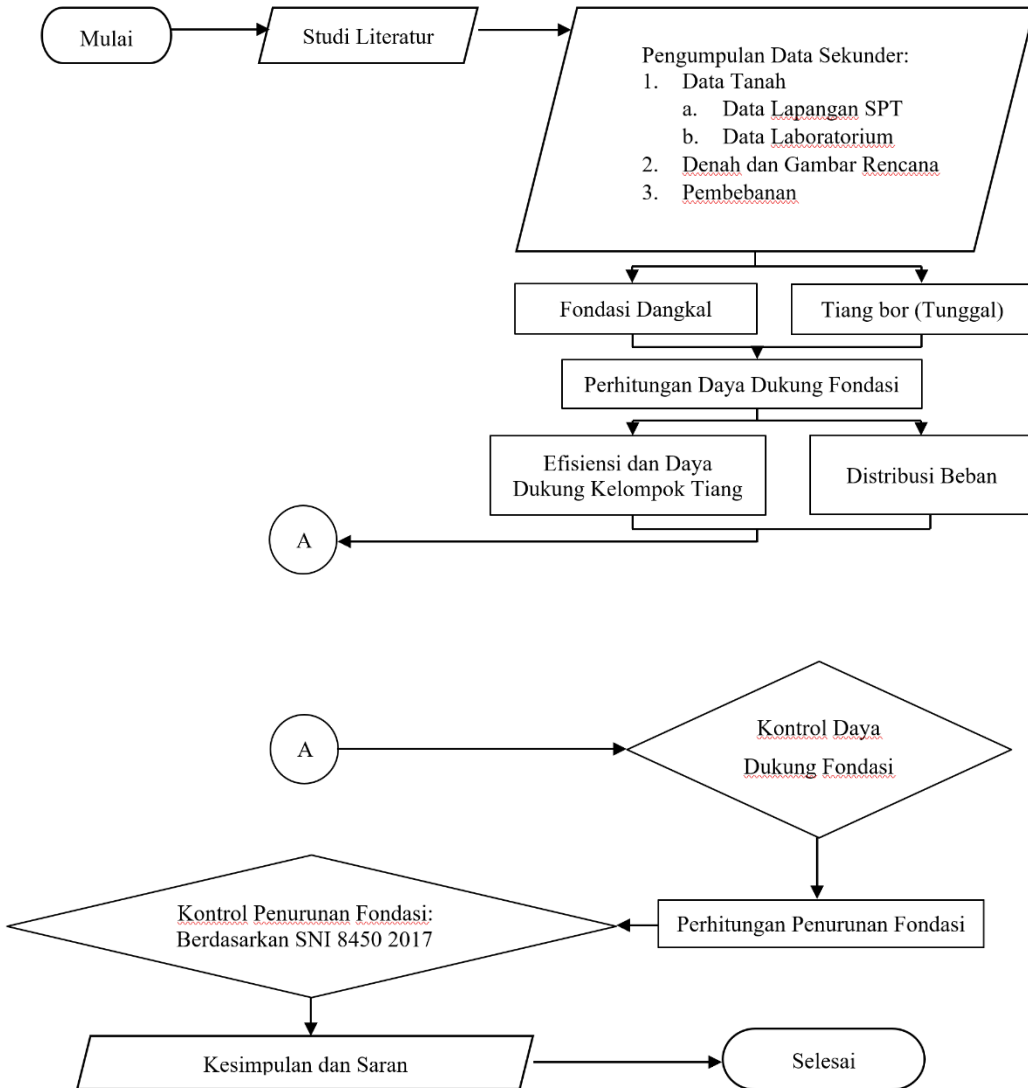 Mulai
Studi Literatur
Pengumpulan Data Sekunder:
1. Data Tanah
a. Data Lapangan SPT
b. Data Laboratorium
2. Denah dan Gambar Rencana
3. Pembebanan
Fondasi Dangkal
Tiang bor (Tunggal)
Perhitungan Daya Dukung Fondasi
Efisiensi dan Daya
Dukung Kelompok Tiang
Distribusi Beban
A
A
Kontrol Daya
Dukung Fondasi
Perhitungan Penurunan Fondasi
Kontrol Penurunan Fondasi:
Berdasarkan SNI 8450 2017
Kesimpulan dan Saran
Selesai